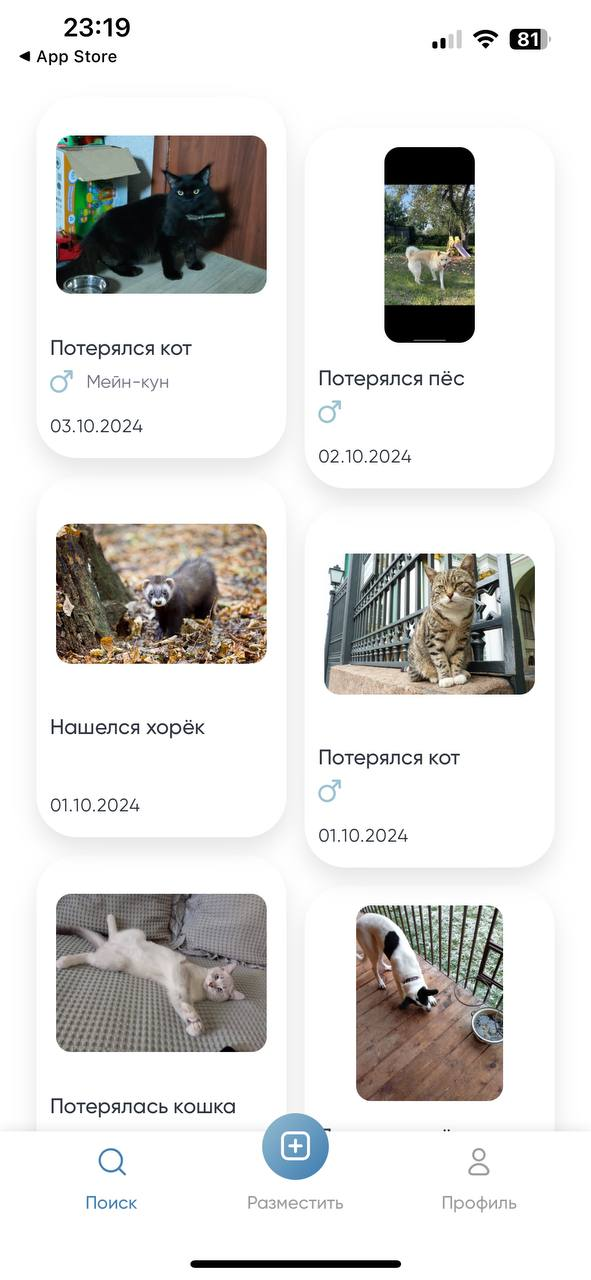 23:19
81
App Store
Потерялся кот
Мейн-кун
03.10.2024
Потерялся пёс
02.10.2024
Нашелся хорёк
01.10.2024
Потерялся кот
01.10.2024
Потерялась кошка
Поиск
Разместить
Профиль